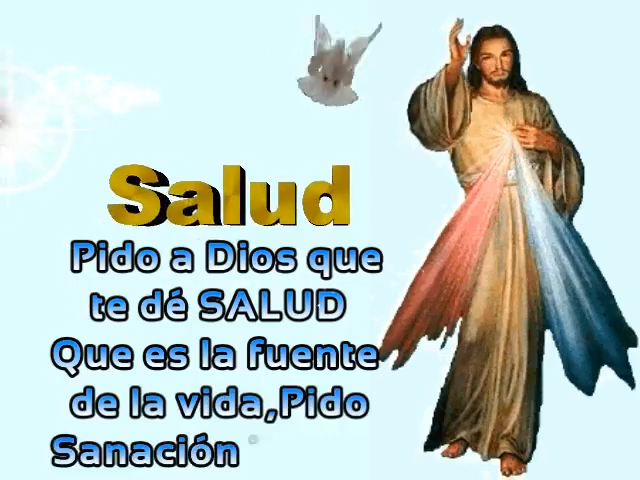 Salud
Pido a Dios que
te dé SALUD
Que es la fuente
de la vida,Pido
Sanación